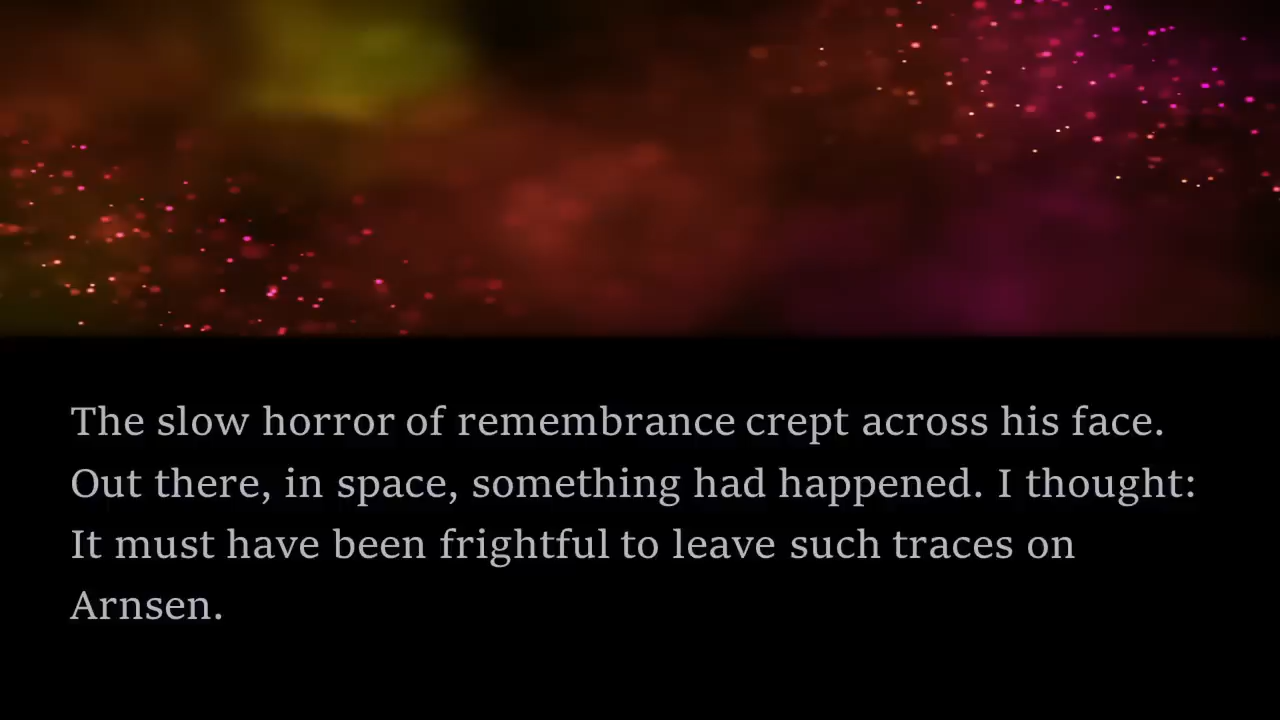 The slow horror of remembrance crept across his face.
Out there, in space, something had happened. I thought:
It must have been frightful to leave such traces on
Arnsen.